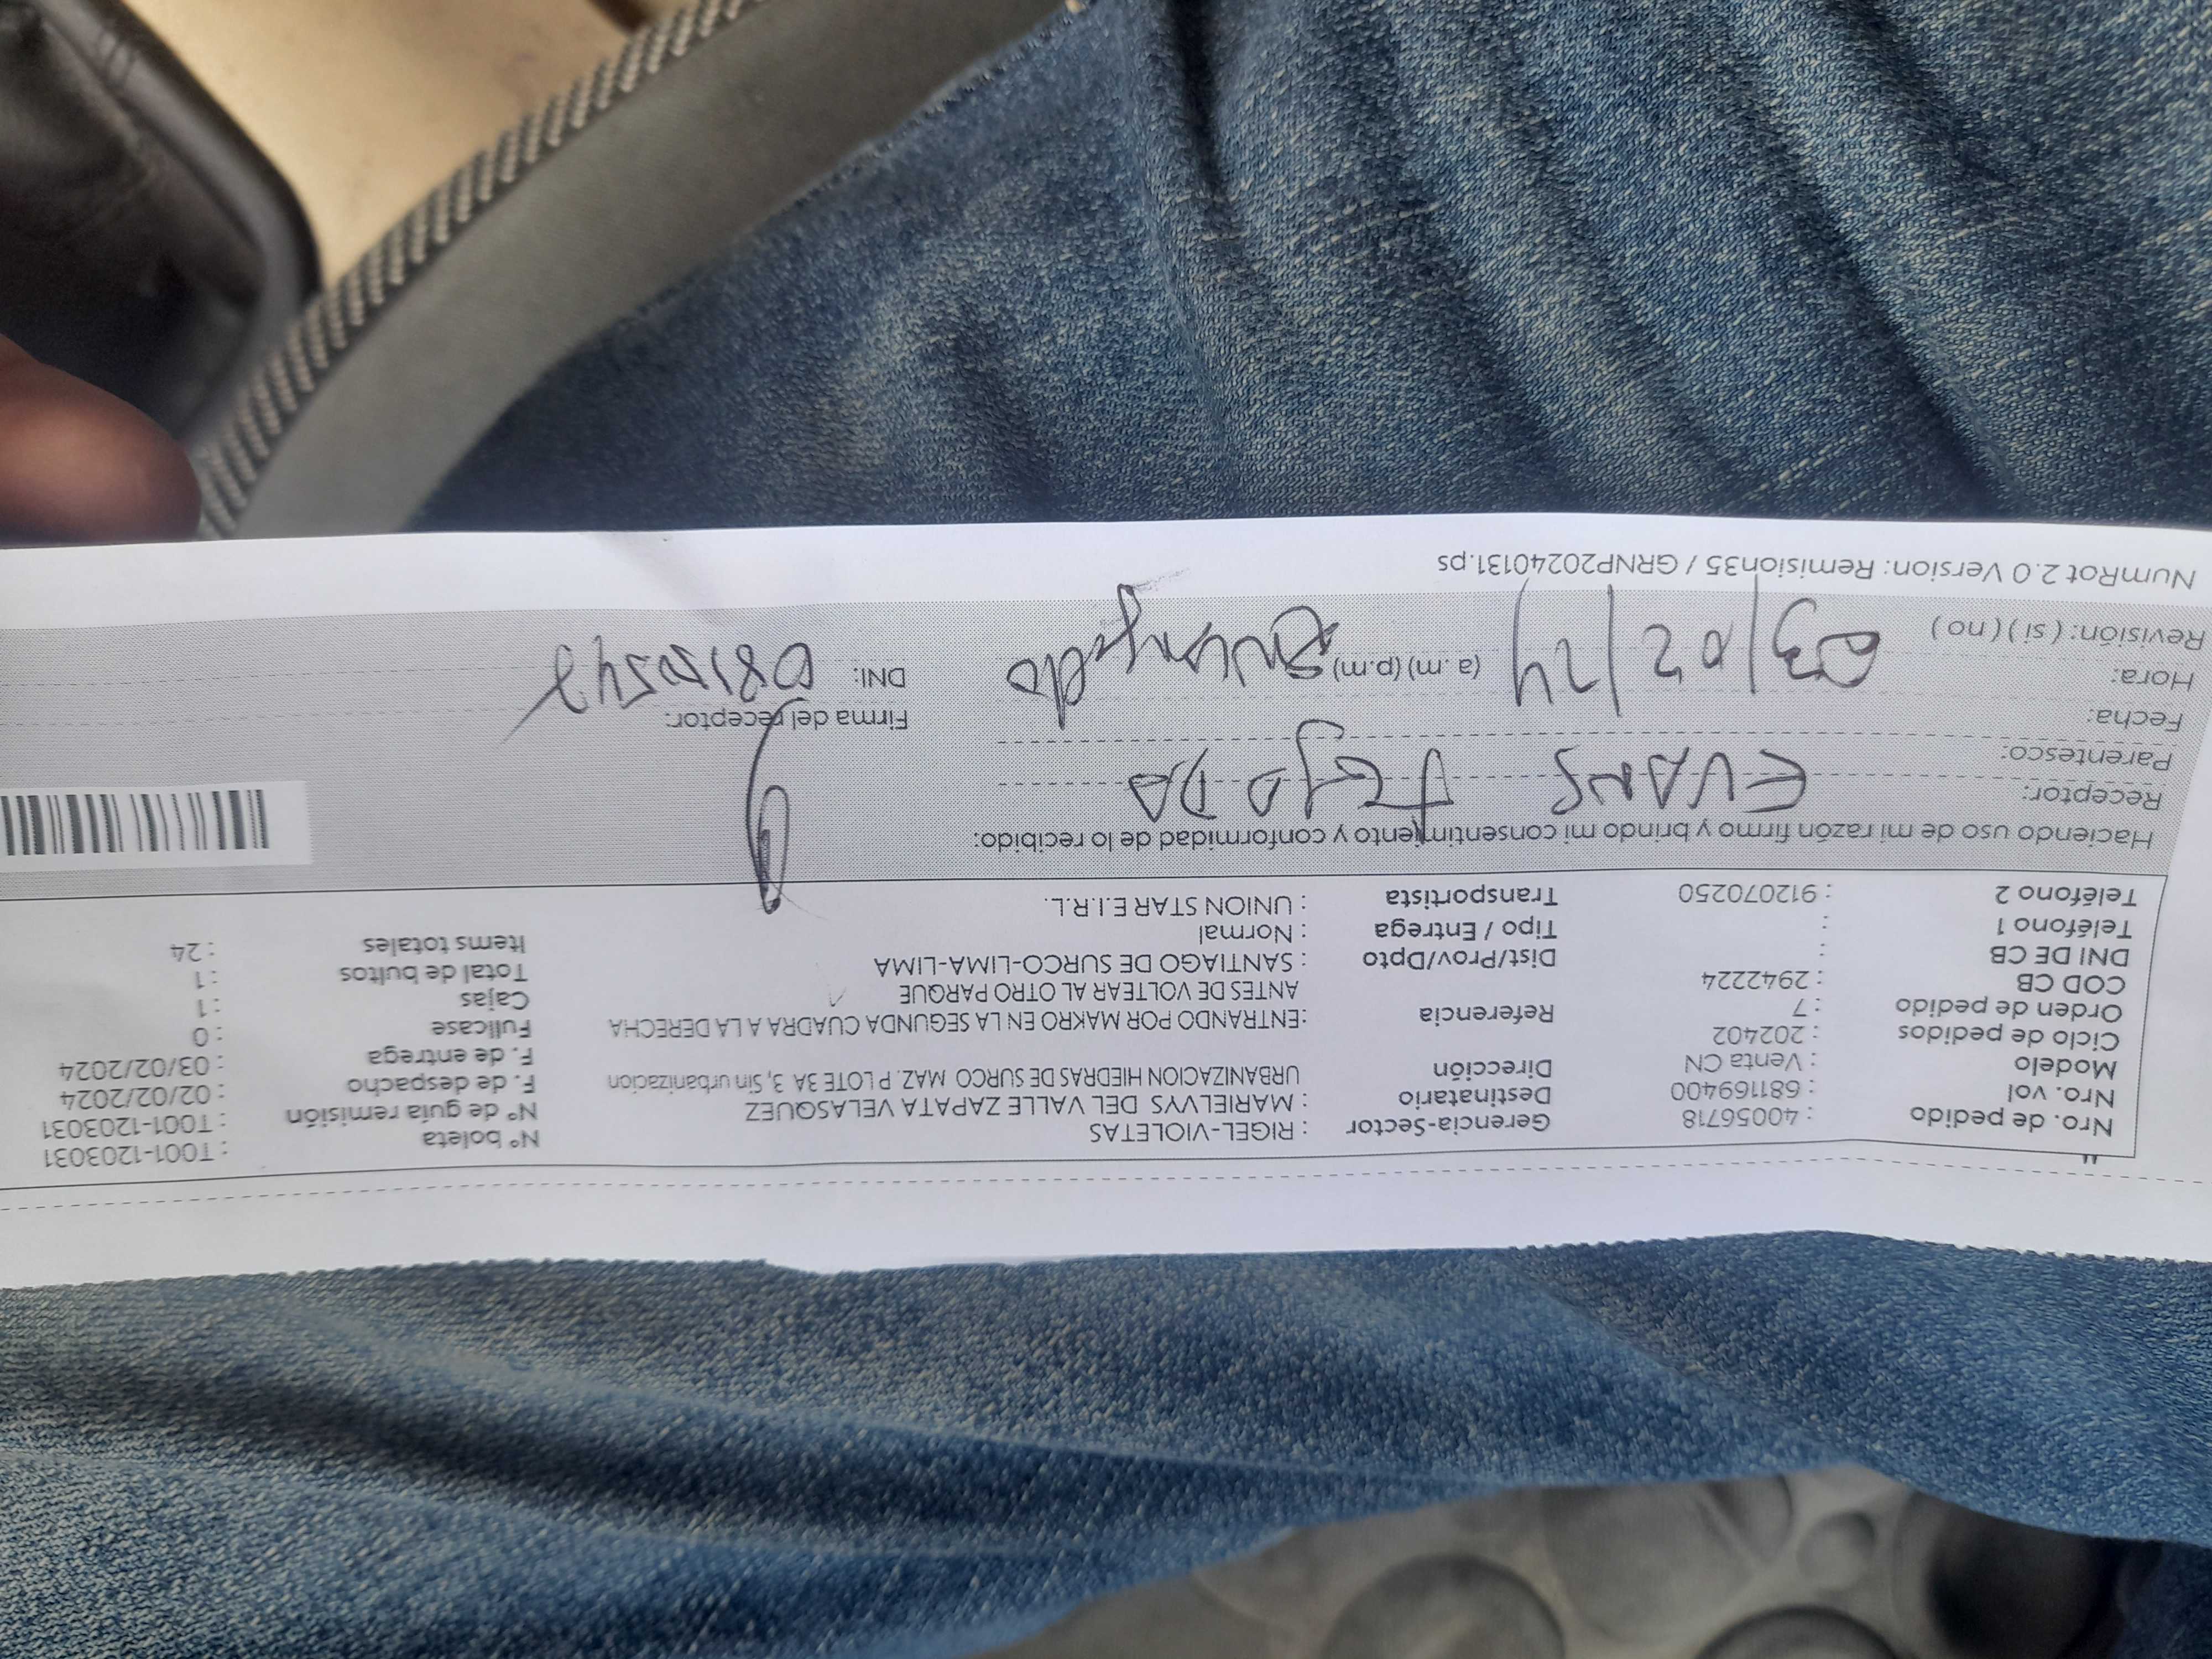 Nro. de pedido : 40056718 Gerencia-Sector : RIGEL-VIOLETAS N° boleta : T001-1203031
Nro. vol : 681169400 Destinatario : MARIELVYS DEL VALLE ZAPATA VELASQUEZ N° de guía remisión : T001-1203031
Modelo : Venta CN Dirección URBANIZACION HIEDRAS DE SURCO MAZ. P LOTE 3A 3, Sin urbanizacion F. de despacho : 02/02/2024
Ciclo de pedidos : 202402 F. de entrega : 03/02/2024
Orden de pedido : 7 Referencia :ENTRANDO POR MAKRO EN LA SEGUNDA CUADRA A LA DERECHA Fullcase : 0
COD CB : 2942224 ANTES DE VOLTEAR AL OTRO PARQUE Cajas : 1
DNI DE CB : Dist/Prov/Dpto : SANTIAGO DE SURCO-LIMA-LIMA Total de bultos : 1
Teléfono 1 : Tipo / Entrega : Normal Items totales : 24
Teléfono 2 : 912070250 Transportista : UNION STAR E.I.R.L.
Haciendo uso de mi razón firmo y brindo mi consentimiento y conformidad de lo recibido:
Receptor: EVANS TEJADA
Parentesco:
Fecha: Firma del receptor:
Hora: 03/02/24 (a.m) (p.m) DNI:
Revisión: ( si ) ( no )
NumRot 2.0 Version: Remision35 / GRNP20240131.ps